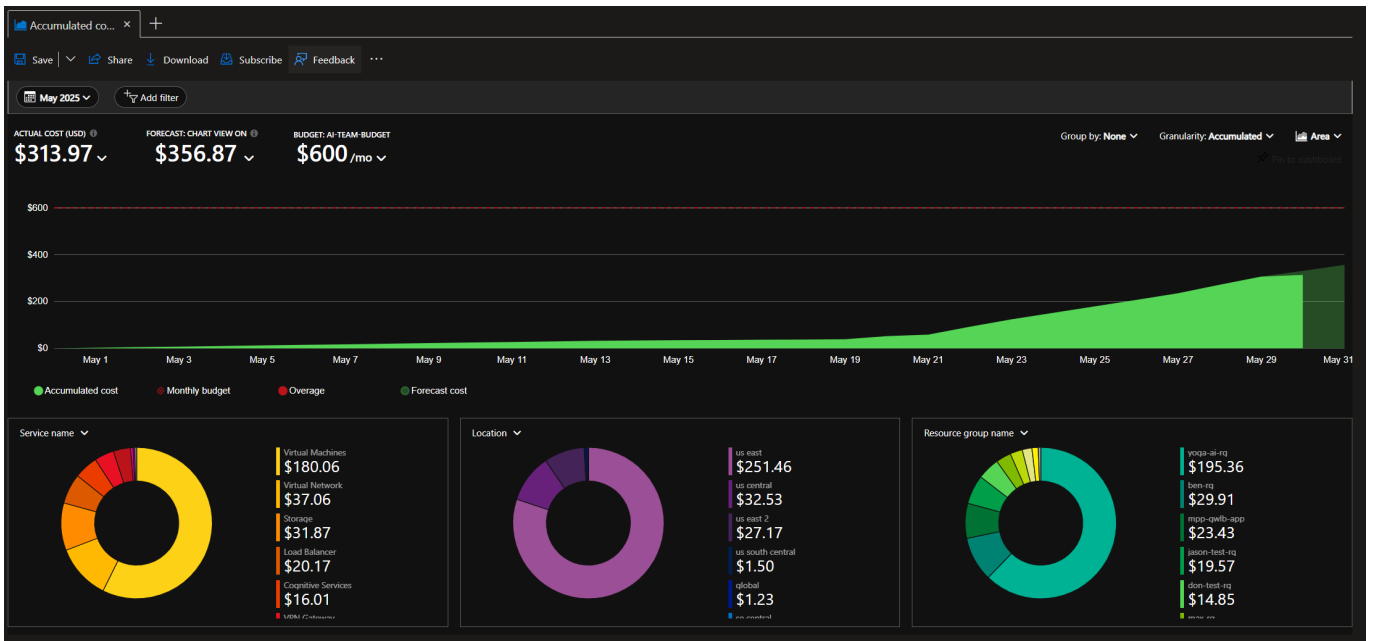 Accumulated co... × +
Save Share Download Subscribe Feedback ...
May 2025 Add filter
ACTUAL COST (USD) FORECAST: CHART VIEW ON BUDGET: AI-TEAM-BUDGET
$313.97 $356.87 $600 /mo
Group by: None Granularity: Accumulated Area
Pin to dashboard
$600
$400
$200
$0
May 1 May 3 May 5 May 7 May 9 May 11 May 13 May 15 May 17 May 19 May 21 May 23 May 25 May 27 May 29 May 31
Accumulated cost Monthly budget Overage Forecast cost
Service name
Virtual Machines
$180.06
Virtual Network
$37.06
Storage
$31.87
Load Balancer
$20.17
Cognitive Services
$16.01
VPN Gateway
Location
us east
$251.46
us central
$32.53
us east 2
$27.17
us south central
$1.50
global
$1.23
Resource group name
yoga-ai-rg
$195.36
ben-rg
$29.91
mpp-gwlb-app
$23.43
jason-test-rg
$19.57
don-test-rg
$14.85